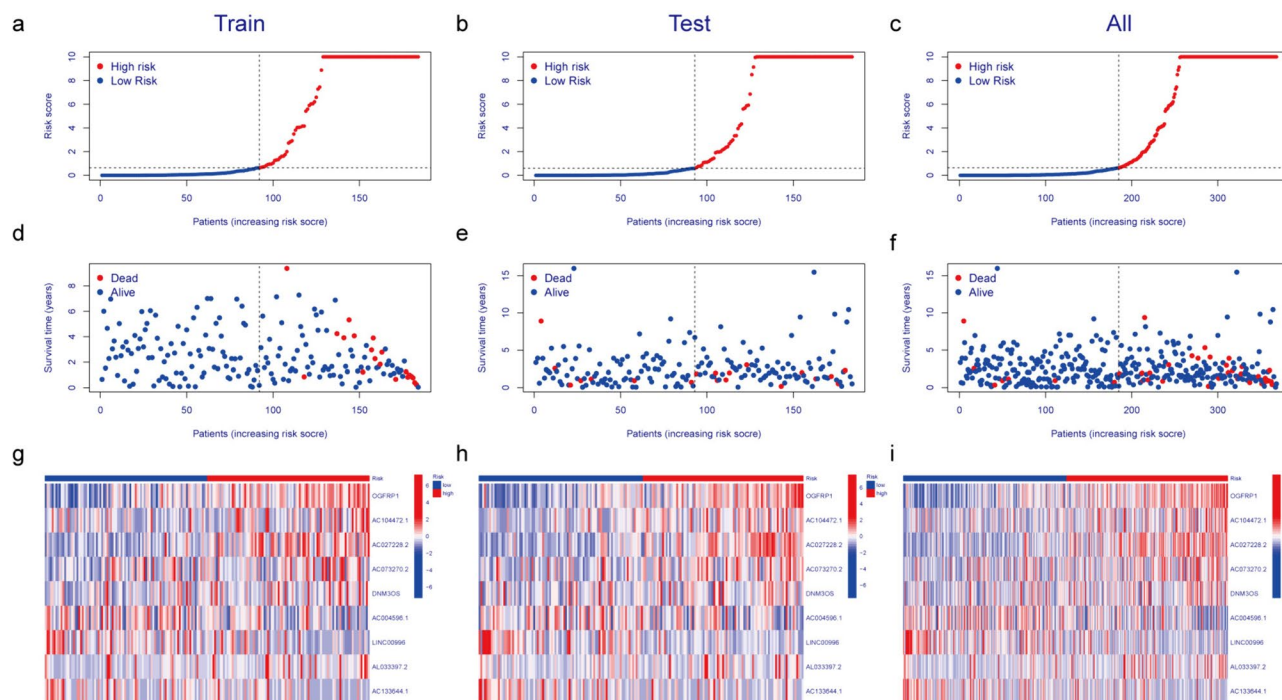 a
Train
b
Test
c
All
Risk score
10
8
6
4
2
0
High risk
Low Risk
0
50
100
150
Patients (increasing risk socre)
Risk score
10
8
6
4
2
0
High risk
Low Risk
0
50
100
150
Patients (increasing risk socre)
Risk score
10
8
6
4
2
0
High risk
Low Risk
0
100
200
300
Patients (increasing risk socre)
d
Survival time (years)
8
6
4
2
0
Dead
Alive
0
50
100
150
Patients (increasing risk socre)
e
Survival time (years)
15
10
5
0
Dead
Alive
0
50
100
150
Patients (increasing risk socre)
f
Survival time (years)
15
10
5
0
Dead
Alive
0
100
200
300
Patients (increasing risk socre)
g
Risk
OGFRP1
AC104472.1
AC027228.2
AC073270.2
DNM3OS
AC004596.1
LINC00996
AL033397.2
AC133644.1
6
4
2
0
-2
-4
-6
Risk
low
high
h
Risk
OGFRP1
AC104472.1
AC027228.2
AC073270.2
DNM3OS
AC004596.1
LINC00996
AL033397.2
AC133644.1
6
4
2
0
-2
-4
-6
Risk
low
high
i
Risk
OGFRP1
AC104472.1
AC027228.2
AC073270.2
DNM3OS
AC004596.1
LINC00996
AL033397.2
AC133644.1